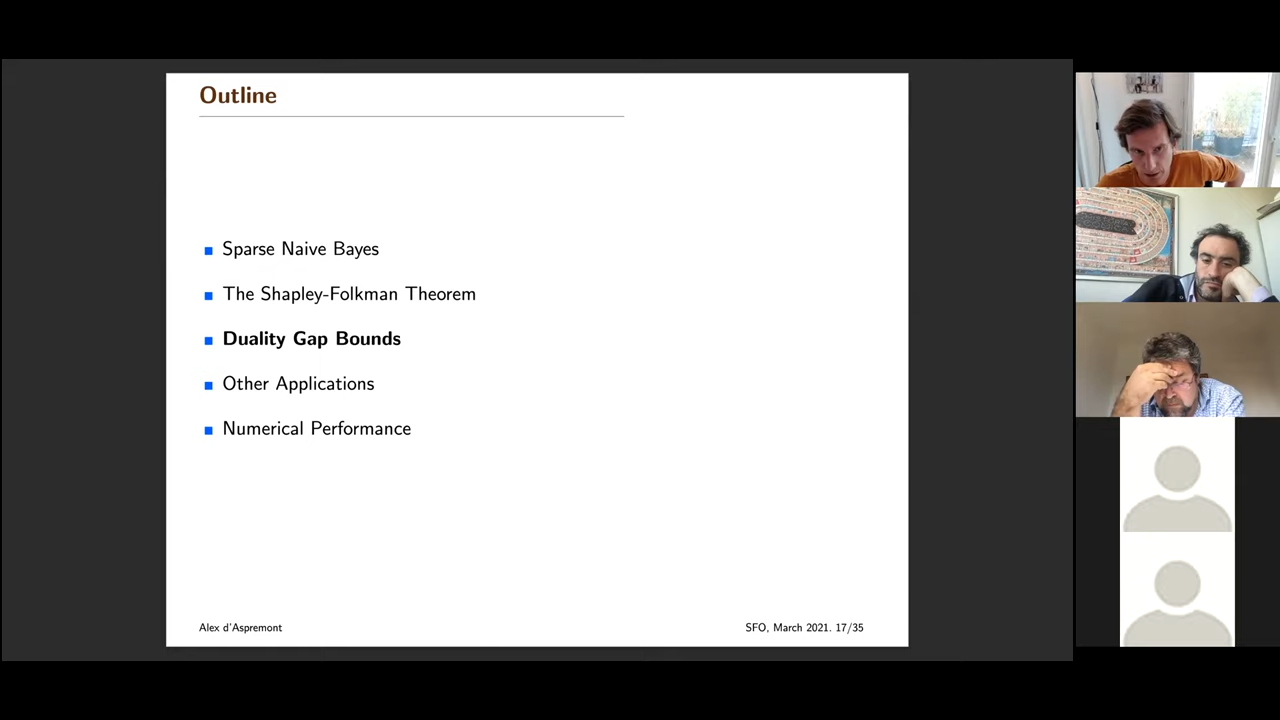 Outline
Sparse Naive Bayes
The Shapley-Folkman Theorem
Duality Gap Bounds
Other Applications
Numerical Performance
Alex d'Aspremont
SFO, March 2021. 17/35